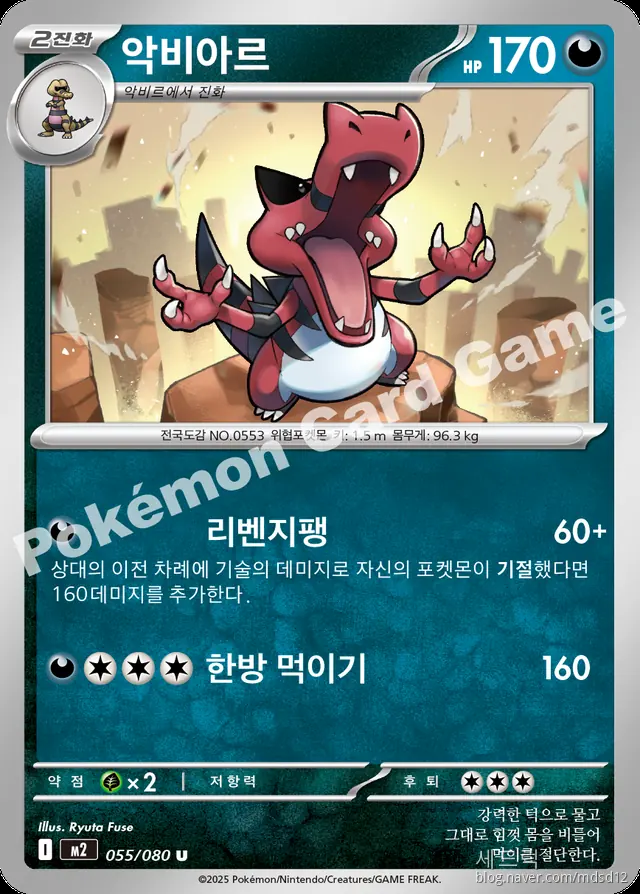 2진화 악비아르 HP 170
악비르에서 진화
전국도감 NO.0553 위협포켓몬 키: 1.5 m 몸무게: 96.3 kg
Pokémon Card Game
리벤지팽 60+
상대의 이전 차례에 기술의 데미지로 자신의 포켓몬이 기절했다면
160데미지를 추가한다.
한방 먹이기 160
약점 ×2 저항력 후퇴
Illus. Ryuta Fuse
강력한 턱으로 물고
그대로 힘껏 몸을 비틀어
먹이를 절단한다.
I m2 055/080 U
세드릭
blog.naver.com/mdsd12
©2025 Pokémon/Nintendo/Creatures/GAME FREAK.